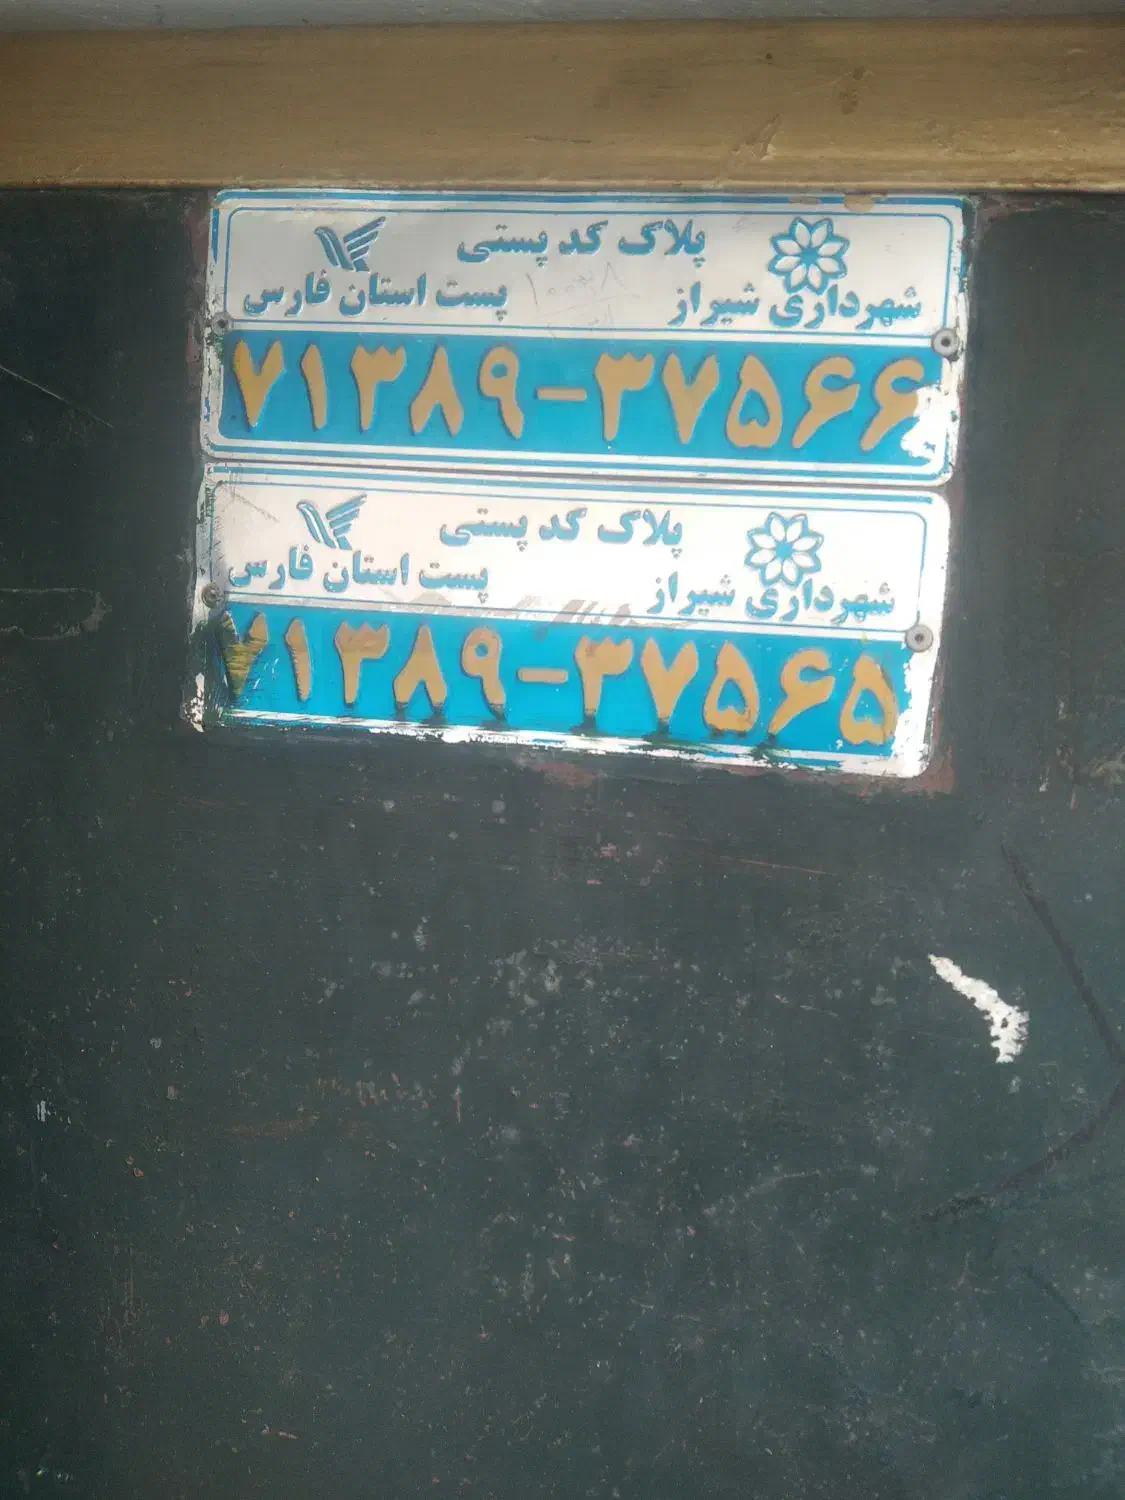 پلاک کد پستی
شهرداری شیراز پست استان فارس
۷۱۳۸۹-۳۷۵۶۶
پلاک کد پستی
شهرداری شیراز پست استان فارس
۷۱۳۸۹-۳۷۵۶۵